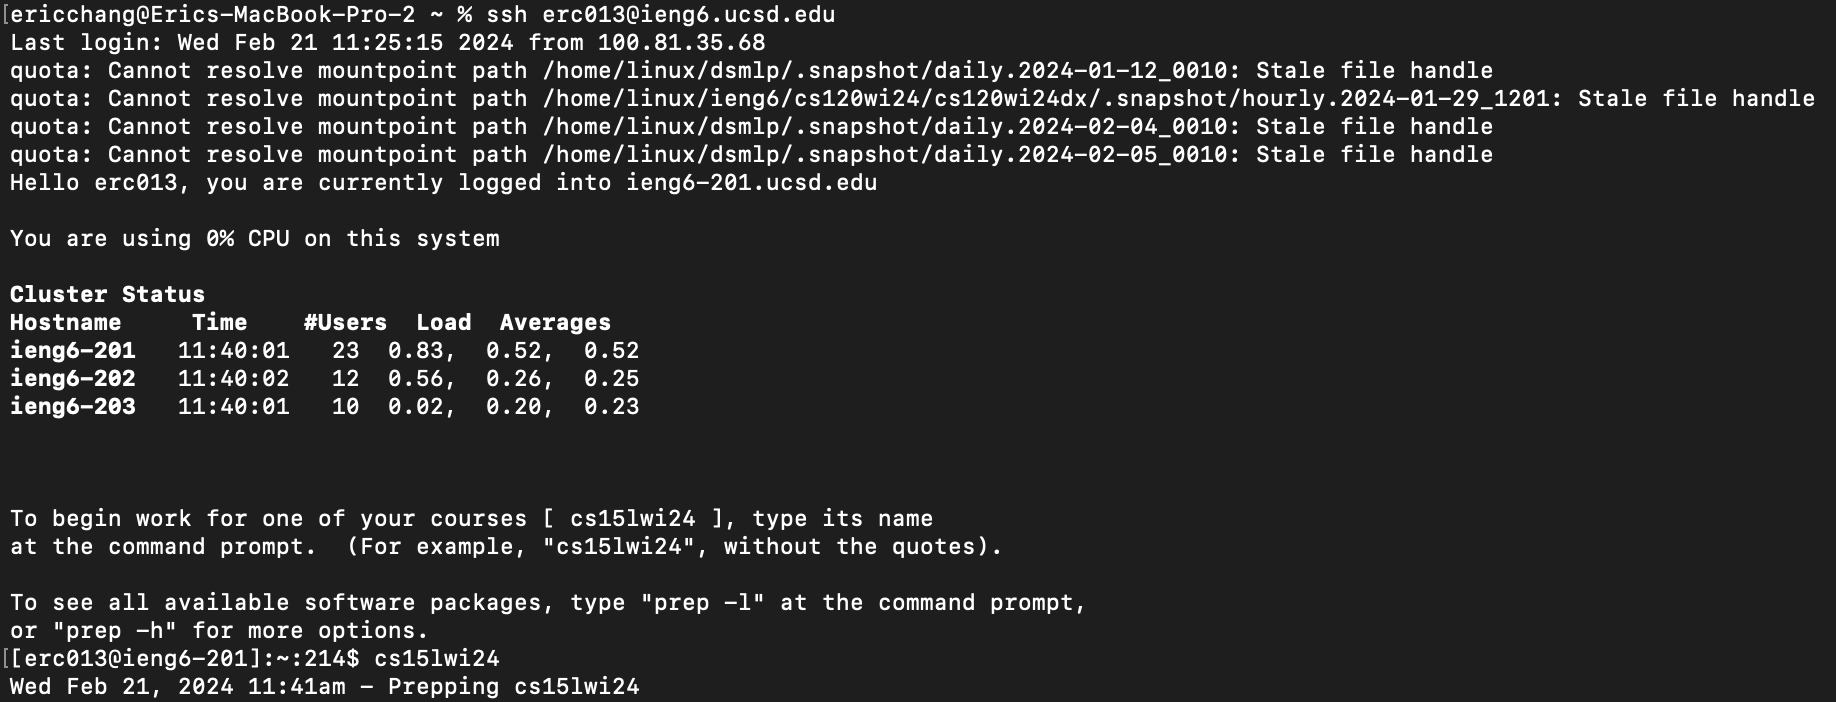 [ericchang@Erics-MacBook-Pro-2 ~ % ssh erc013@ieng6.ucsd.edu
Last login: Wed Feb 21 11:25:15 2024 from 100.81.35.68
quota: Cannot resolve mountpoint path /home/linux/dsmlp/.snapshot/daily.2024-01-12_0010: Stale file handle
quota: Cannot resolve mountpoint path /home/linux/ieng6/cs120wi24/cs120wi24dx/.snapshot/hourly.2024-01-29_1201: Stale file handle
quota: Cannot resolve mountpoint path /home/linux/dsmlp/.snapshot/daily.2024-02-04_0010: Stale file handle
quota: Cannot resolve mountpoint path /home/linux/dsmlp/.snapshot/daily.2024-02-05_0010: Stale file handle
Hello erc013, you are currently logged into ieng6-201.ucsd.edu
You are using 0% CPU on this system
Cluster Status
Hostname     Time    #Users  Load  Averages
ieng6-201   11:40:01   23  0.83,  0.52,  0.52
ieng6-202   11:40:02   12  0.56,  0.26,  0.25
ieng6-203   11:40:01   10  0.02,  0.20,  0.23
To begin work for one of your courses [ cs15lwi24 ], type its name
at the command prompt.  (For example, "cs15lwi24", without the quotes).
To see all available software packages, type "prep -l" at the command prompt,
or "prep -h" for more options.
[[erc013@ieng6-201]:~:214$ cs15lwi24
Wed Feb 21, 2024 11:41am - Prepping cs15lwi24